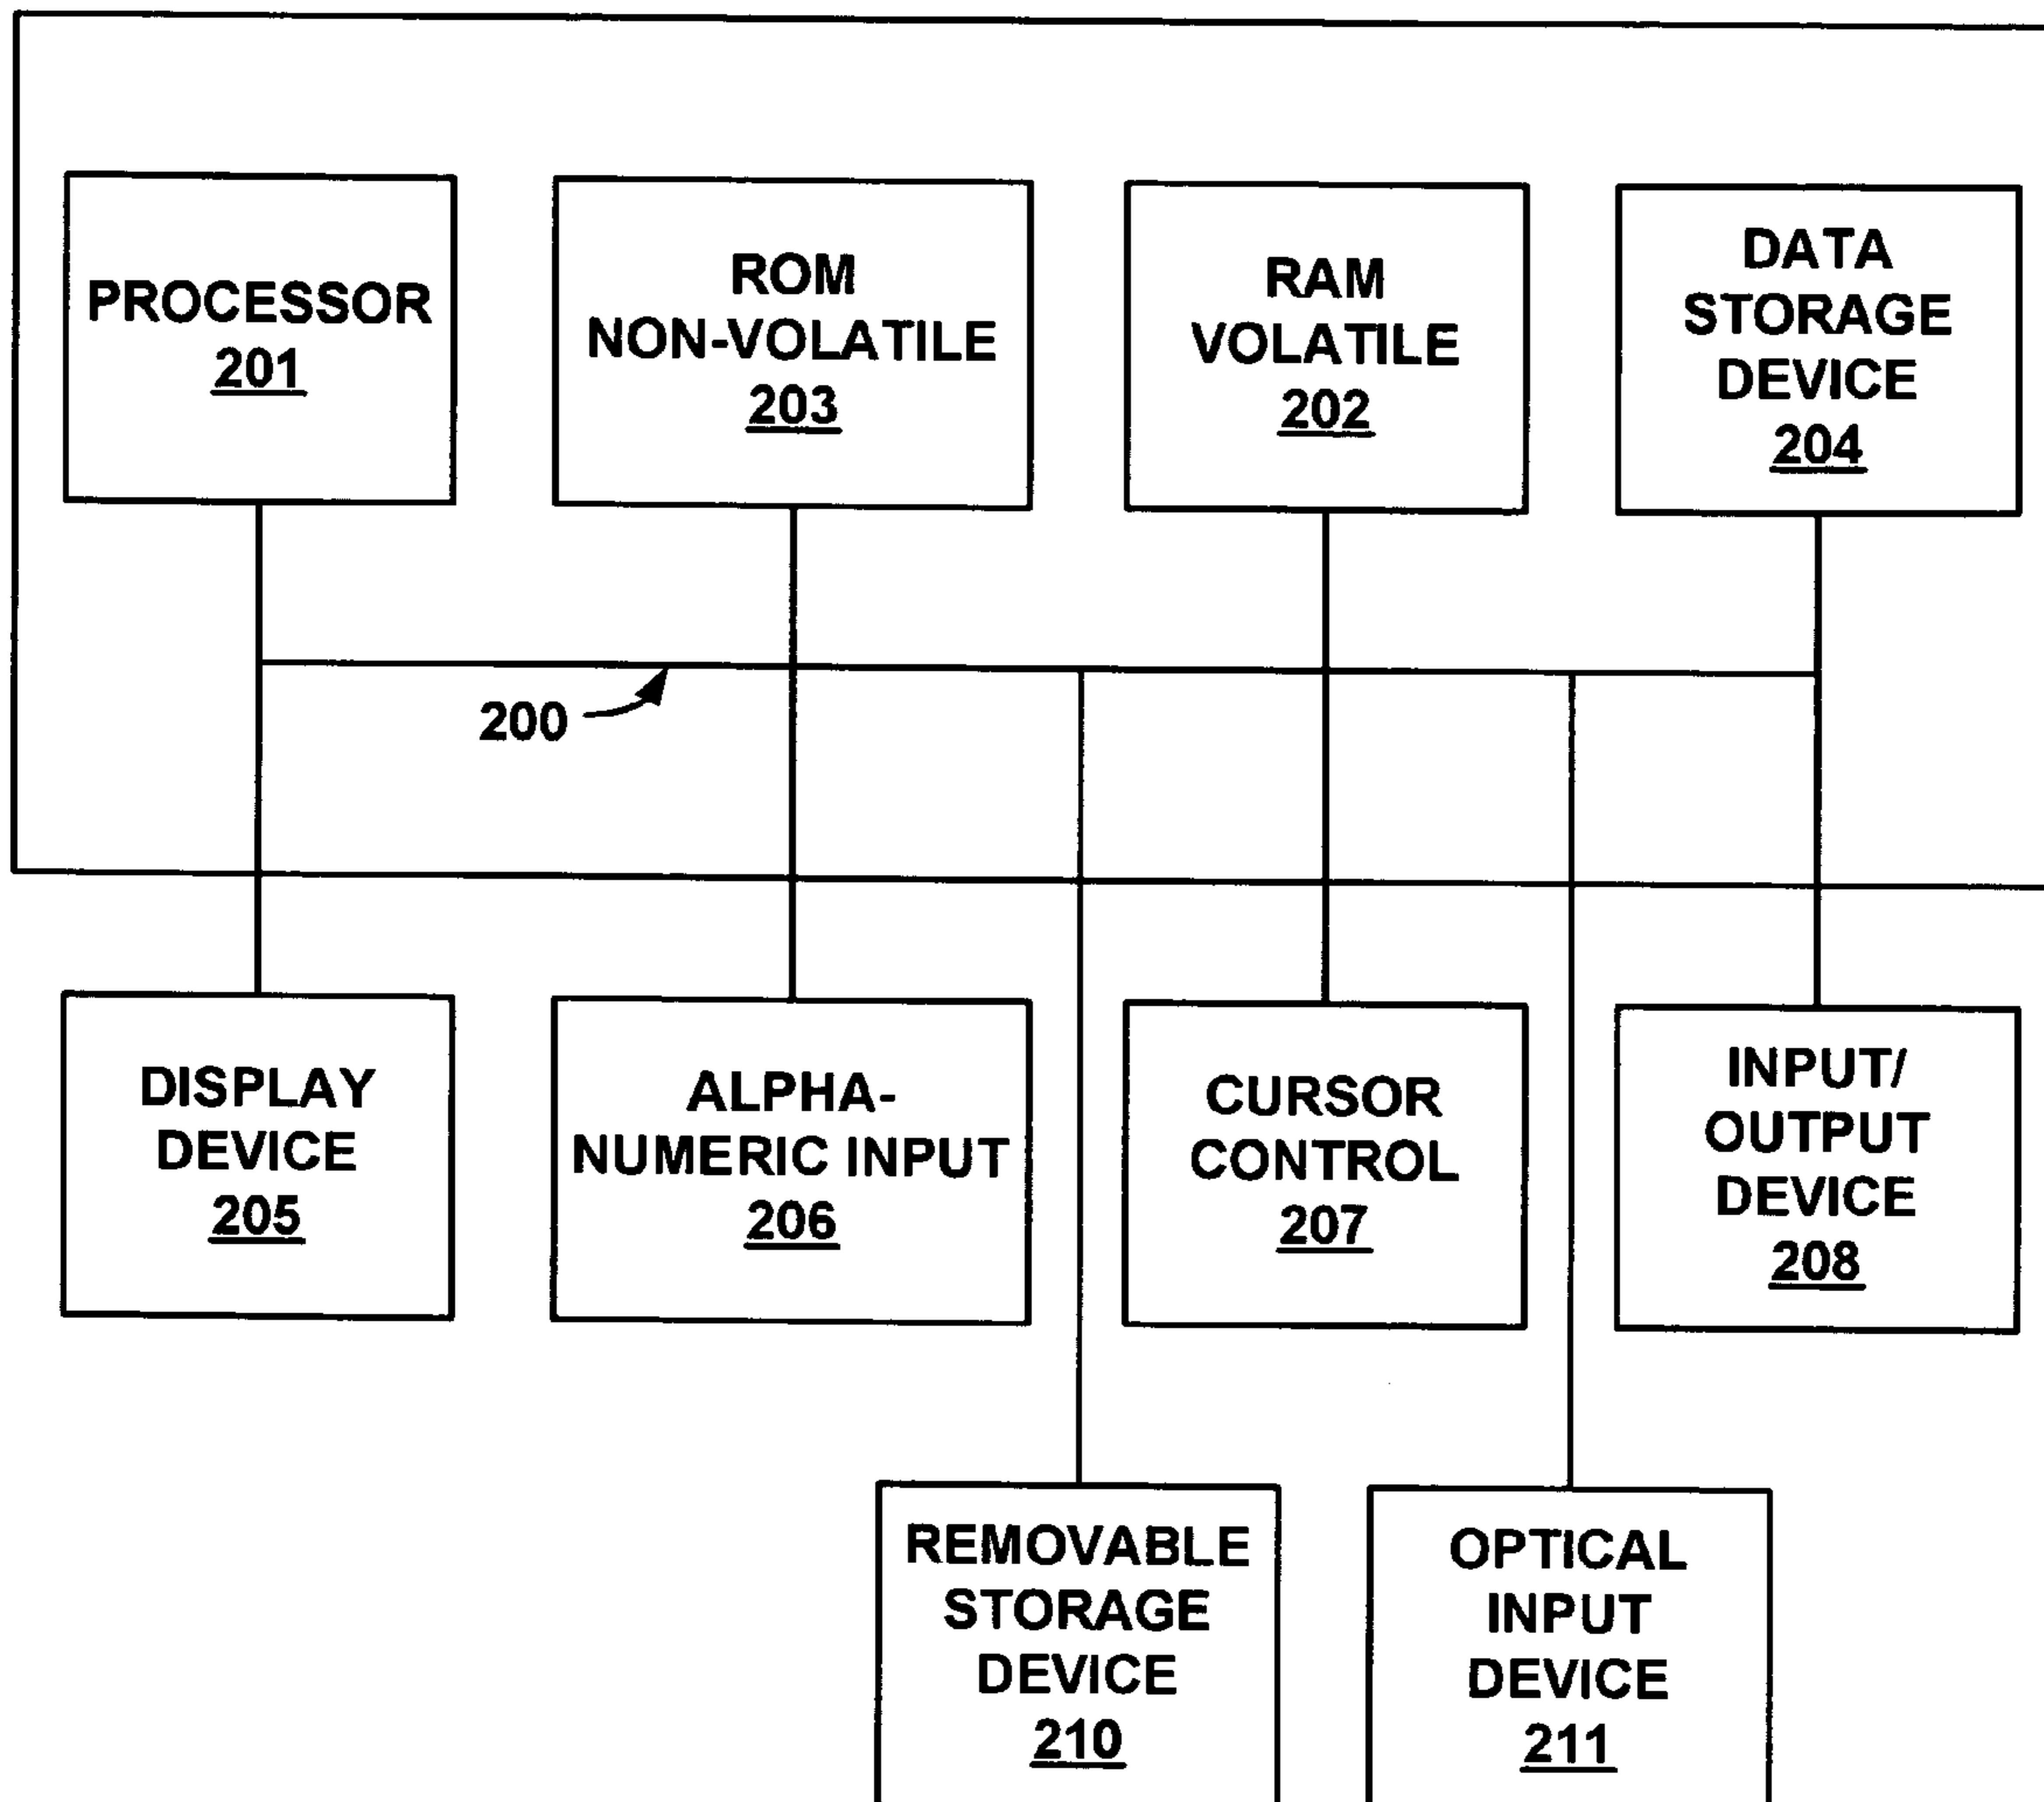 PROCESSOR
201
ROM
NON-VOLATILE
203
RAM
VOLATILE
202
DATA
STORAGE
DEVICE
204
200
DISPLAY
DEVICE
205
ALPHA-
NUMERIC INPUT
206
CURSOR
CONTROL
207
INPUT/
OUTPUT
DEVICE
208
REMOVABLE
STORAGE
DEVICE
210
OPTICAL
INPUT
DEVICE
211